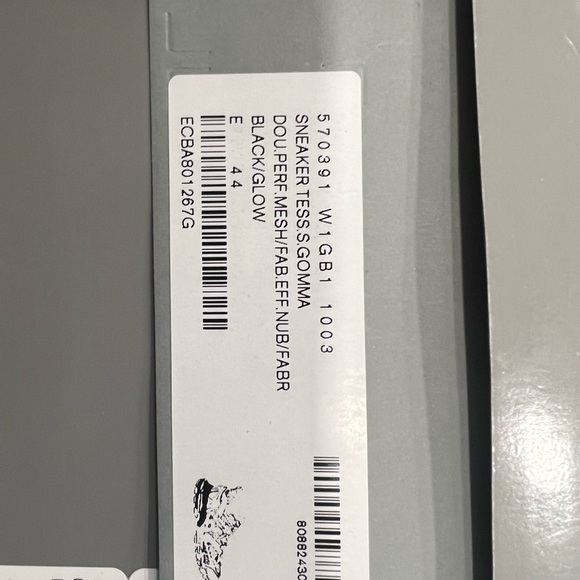 570391 W1GB1 1003
SNEAKER TESS.S.GOMMA
DOU.PERF.MESH/FAB.EFF.NUB/FABR
BLACK/GLOW
E 44
ECBA801267G